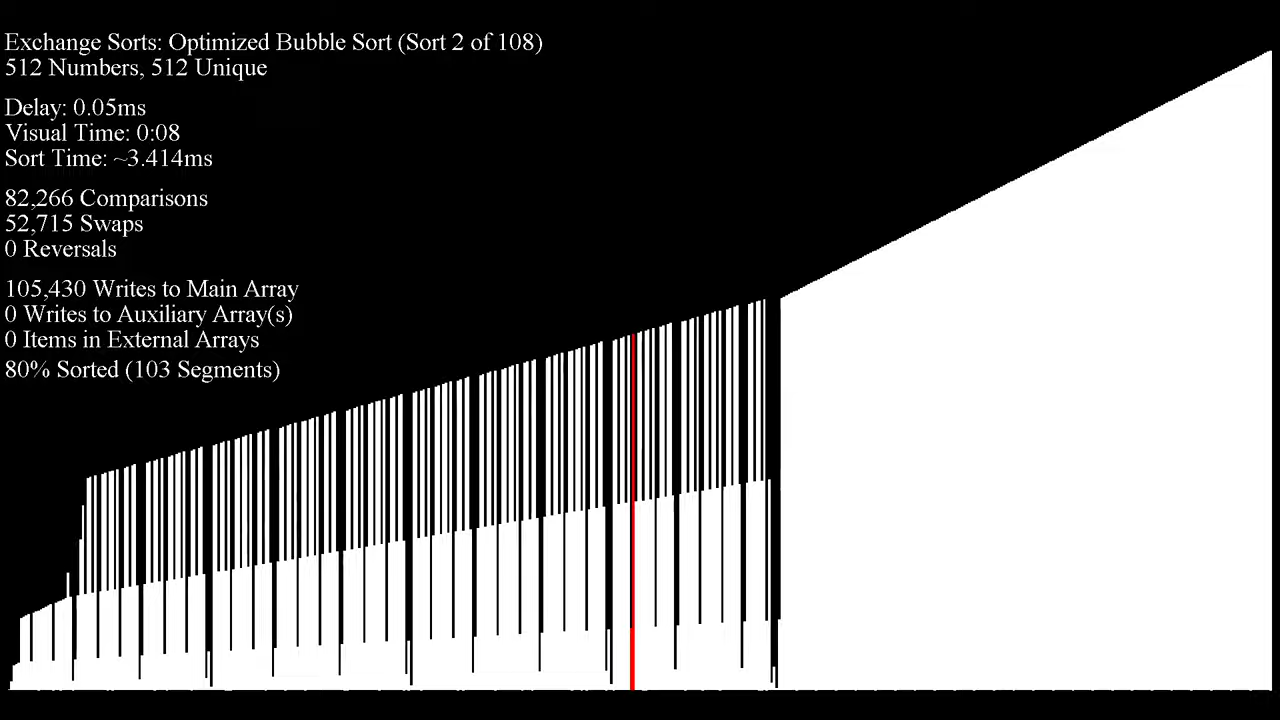 Exchange Sorts: Optimized Bubble Sort (Sort 2 of 108)
512 Numbers, 512 Unique
Delay: 0.05ms
Visual Time: 0:08
Sort Time: ~3.414ms
82,266 Comparisons
52,715 Swaps
0 Reversals
105,430 Writes to Main Array
0 Writes to Auxiliary Array(s)
0 Items in External Arrays
80% Sorted (103 Segments)